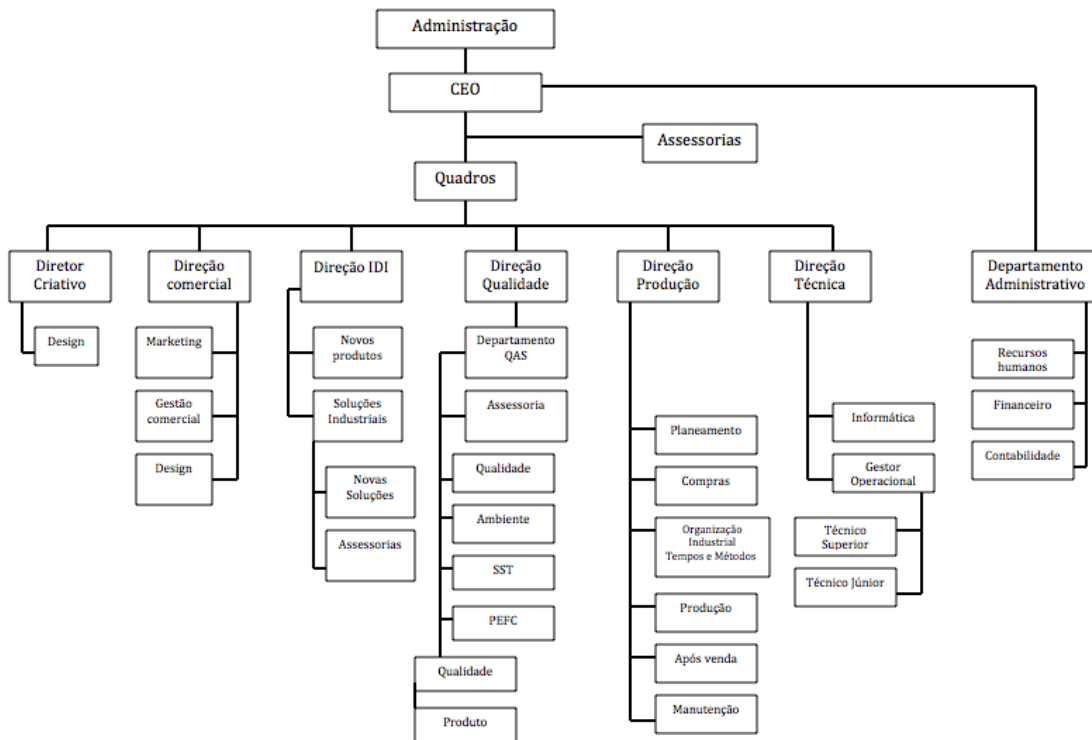 Administração
CEO
Assessorias
Quadros
Diretor
Criativo
Design
Direção
comercial
Marketing
Gestão
comercial
Design
Direção IDI
Novos
produtos
Soluções
Industriais
Novas
Soluções
Assessorias
Direção
Qualidade
Departamento
QAS
Assessoria
Qualidade
Ambiente
SST
PEFC
Qualidade
Produto
Direção
Produção
Planeamento
Compras
Organização
Industrial
Tempos e Métodos
Produção
Após venda
Manutenção
Direção
Técnica
Informática
Gestor
Operacional
Técnico
Superior
Técnico Júnior
Departamento
Administrativo
Recursos
humanos
Financeiro
Contabilidade